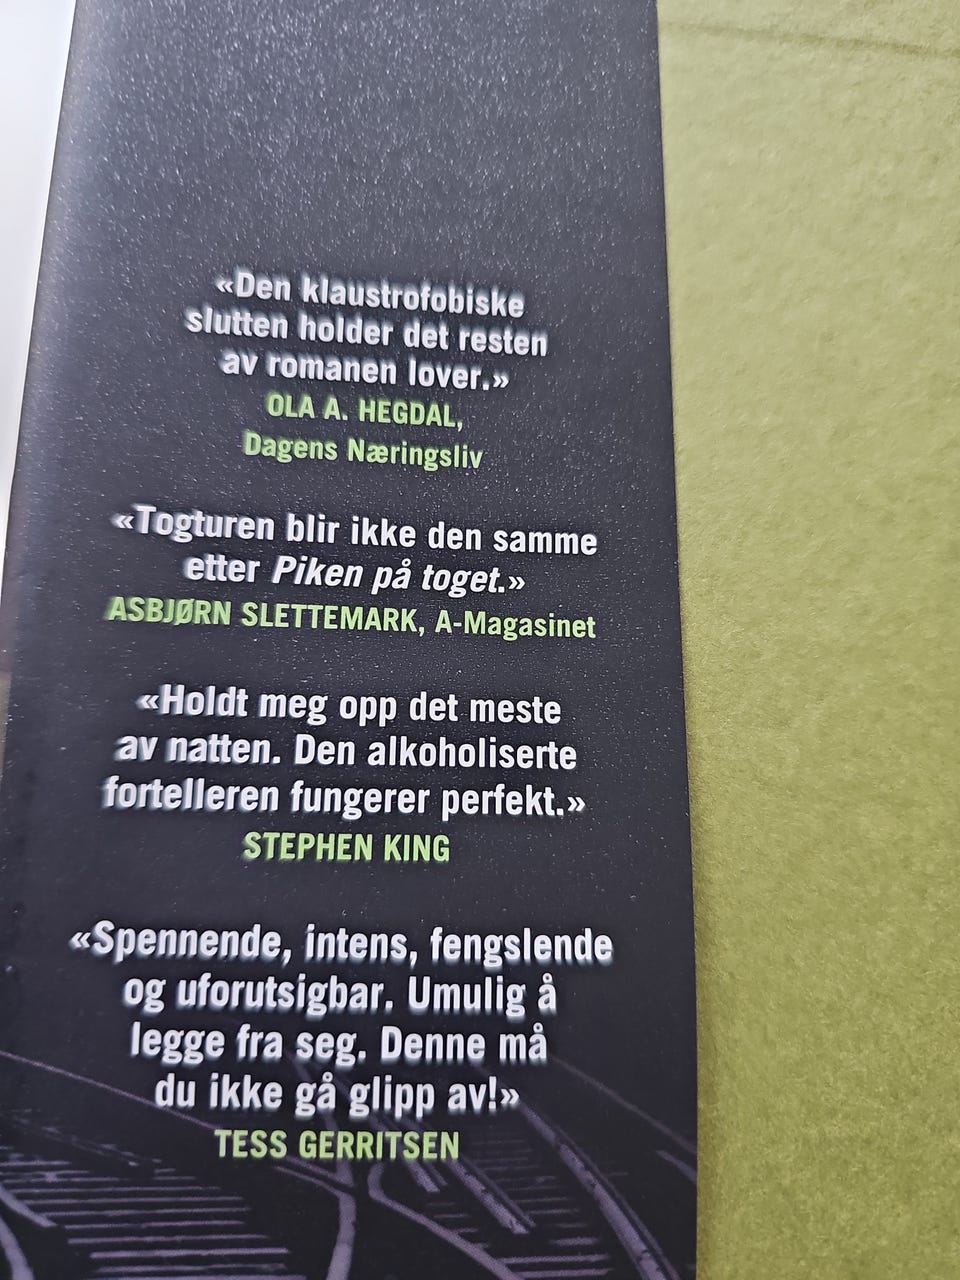 «Den klaustrofobiske
slutten holder det resten
av romanen lover.»
OLA A. HEGDAL,
Dagens Næringsliv
«Togturen blir ikke den samme
etter Piken på toget.»
ASBJØRN SLETTEMARK, A-Magasinet
«Holdt meg opp det meste
av natten. Den alkoholiserte
fortelleren fungerer perfekt.»
STEPHEN KING
«Spennende, intens, fengslende
og uforutsigbar. Umulig å
legge fra seg. Denne må
du ikke gå glipp av!»
TESS GERRITSEN